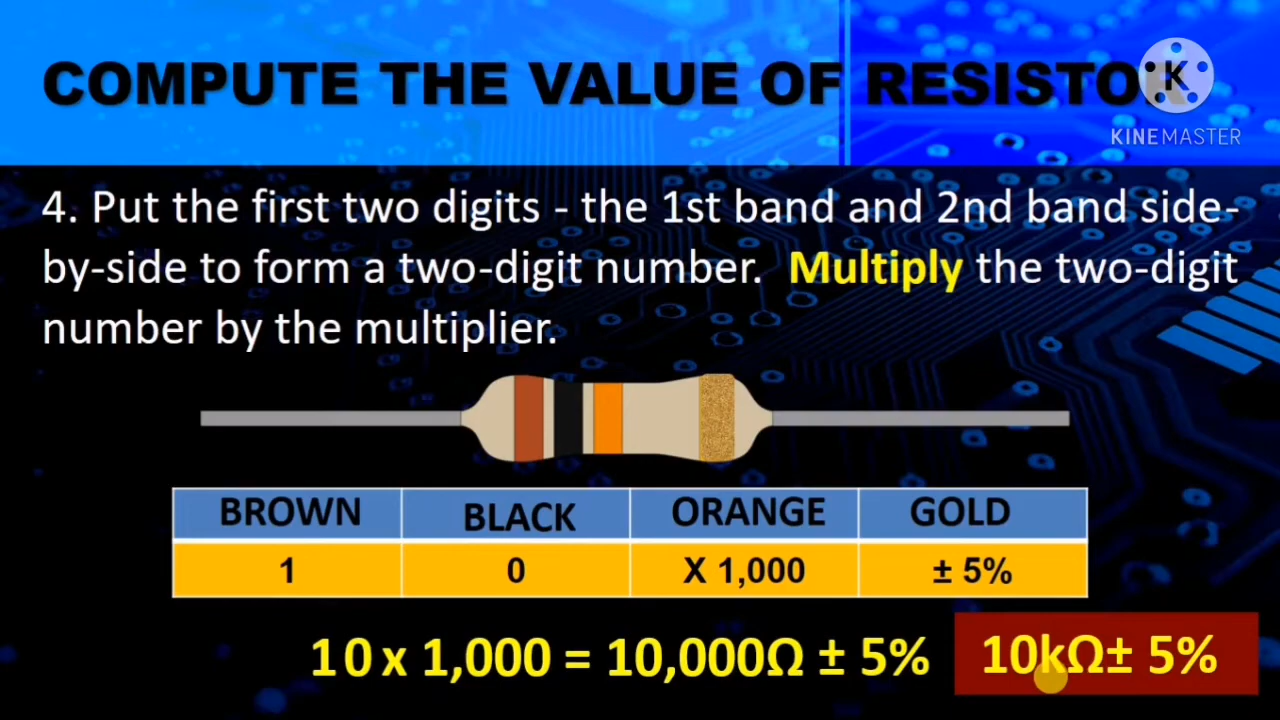 COMPUTE THE VALUE OF RESISTOR
K
KINEMASTER
4. Put the first two digits - the 1st band and 2nd band side-
by-side to form a two-digit number. Multiply the two-digit
number by the multiplier.
BROWN BLACK ORANGE GOLD
1 0 X 1,000 ± 5%
10 x 1,000 = 10,000Ω ± 5% 10kΩ± 5%